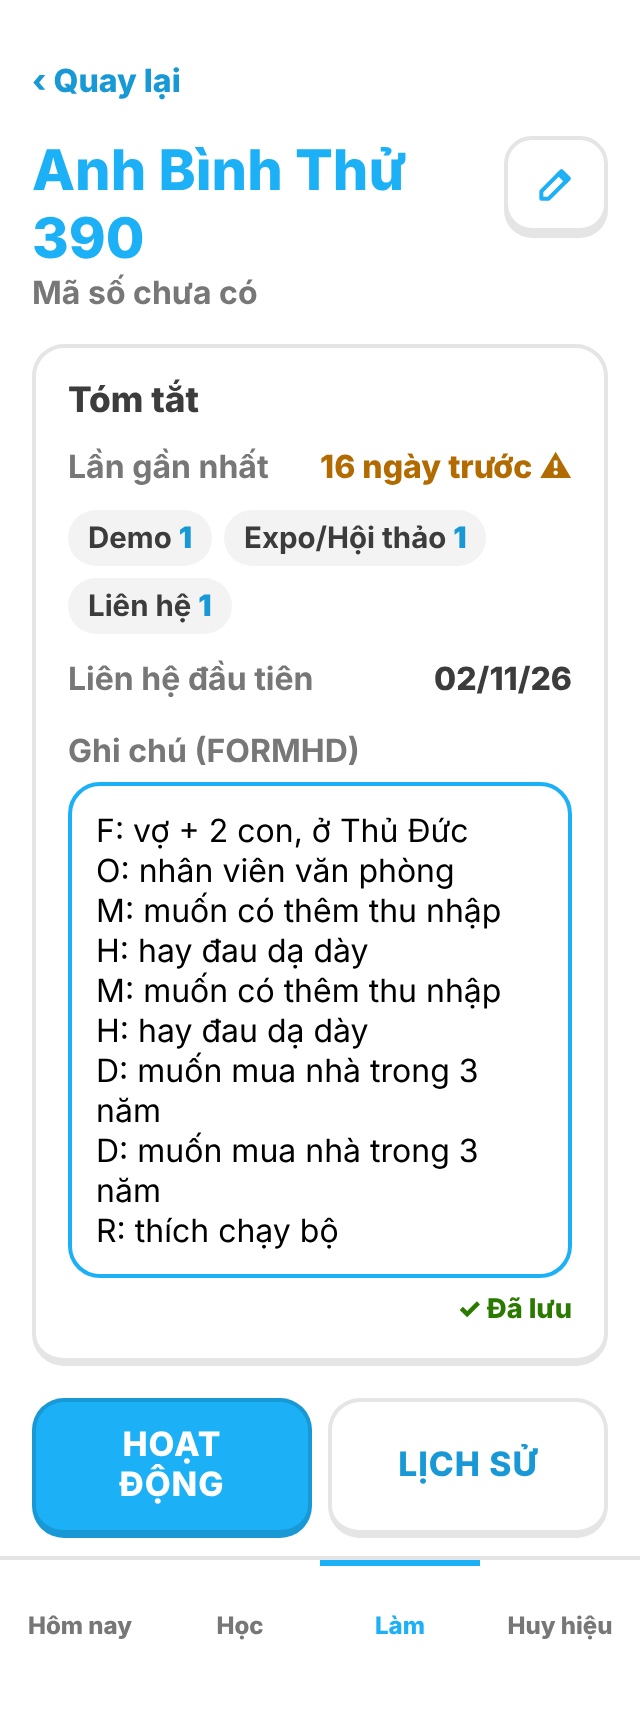 ‹ Quay lại
Anh Bình Thử
390
Mã số chưa có
Tóm tắt
Lần gần nhất 16 ngày trước ⚠
Demo 1 Expo/Hội thảo 1
Liên hệ 1
Liên hệ đầu tiên 02/11/26
Ghi chú (FORMHD)
F: vợ + 2 con, ở Thủ Đức
O: nhân viên văn phòng
M: muốn có thêm thu nhập
H: hay đau dạ dày
M: muốn có thêm thu nhập
H: hay đau dạ dày
D: muốn mua nhà trong 3
năm
D: muốn mua nhà trong 3
năm
R: thích chạy bộ
✓ Đã lưu
HOẠT
ĐỘNG
LỊCH SỬ
Hôm nay Học Làm Huy hiệu